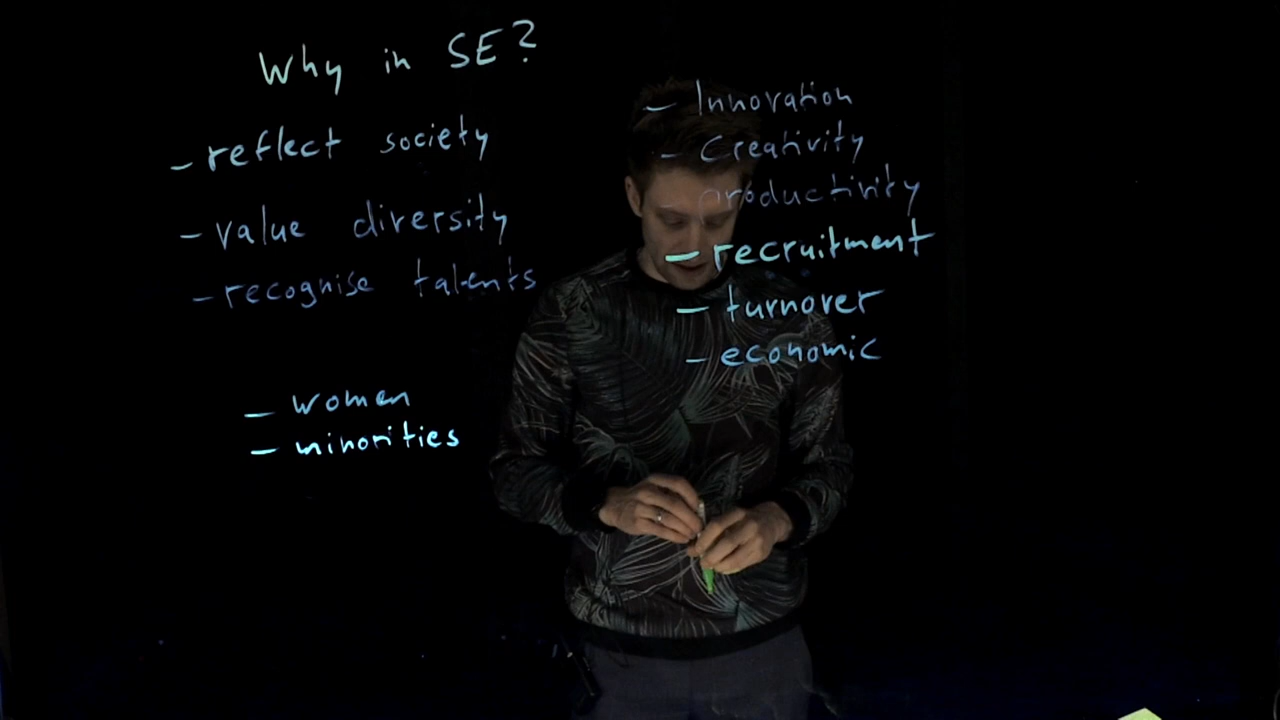 Why in SE?
- reflect society
- value diversity
- recognise talents
- women
- minorities
- Innovation
- Creativity
- productivity
- recruitment
- turnover
- economic